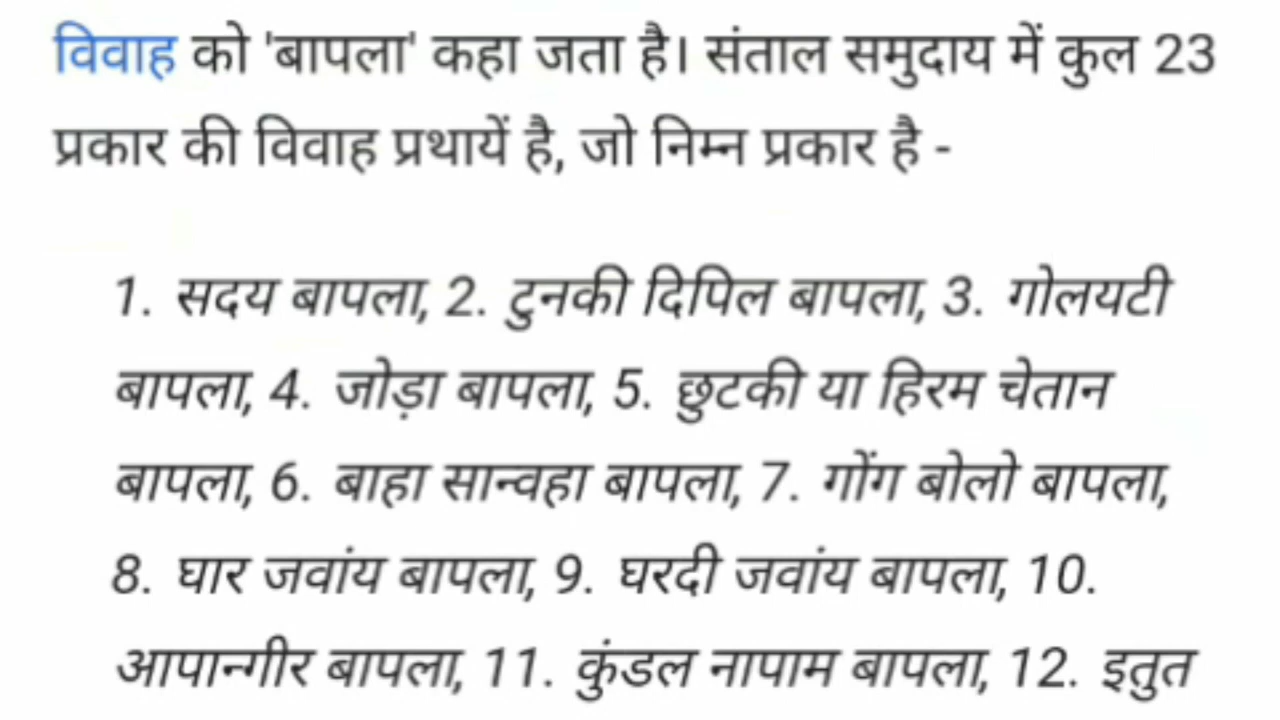 विवाह को 'बापला' कहा जता है। संताल समुदाय में कुल 23
प्रकार की विवाह प्रथायें है, जो निम्न प्रकार है -
1. सदय बापला, 2. टुनकी दिपिल बापला, 3. गोलयटी
बापला, 4. जोड़ा बापला, 5. छुटकी या हिरम चेतान
बापला, 6. बाहा सान्वहा बापला, 7. गोंग बोलो बापला,
8. घार जवांय बापला, 9. घरदी जवांय बापला, 10.
आपान्गीर बापला, 11. कुंडल नापाम बापला, 12. इतुत